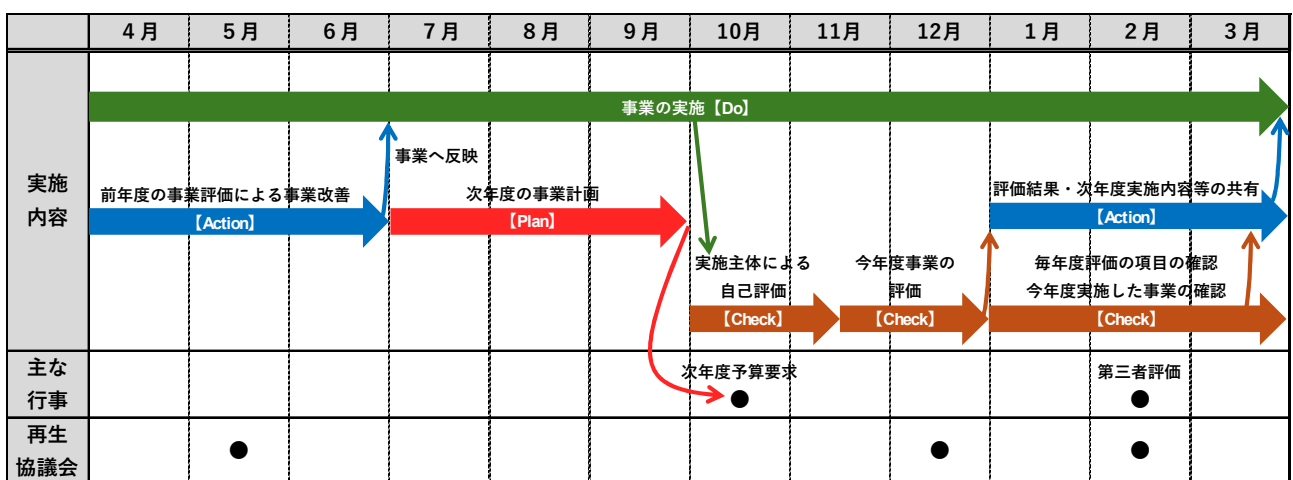 4月 5月 6月 7月 8月 9月 10月 11月 12月 1月 2月 3月
実施
内容
事業の実施【Do】
事業へ反映
前年度の事業評価による事業改善
【Action】
次年度の事業計画
【Plan】
評価結果・次年度実施内容等の共有
【Action】
実施主体による
自己評価
【Check】
今年度事業の
評価
【Check】
毎年度評価の項目の確認
今年度実施した事業の確認
【Check】
主な
行事
次年度予算要求
第三者評価
再生
協議会